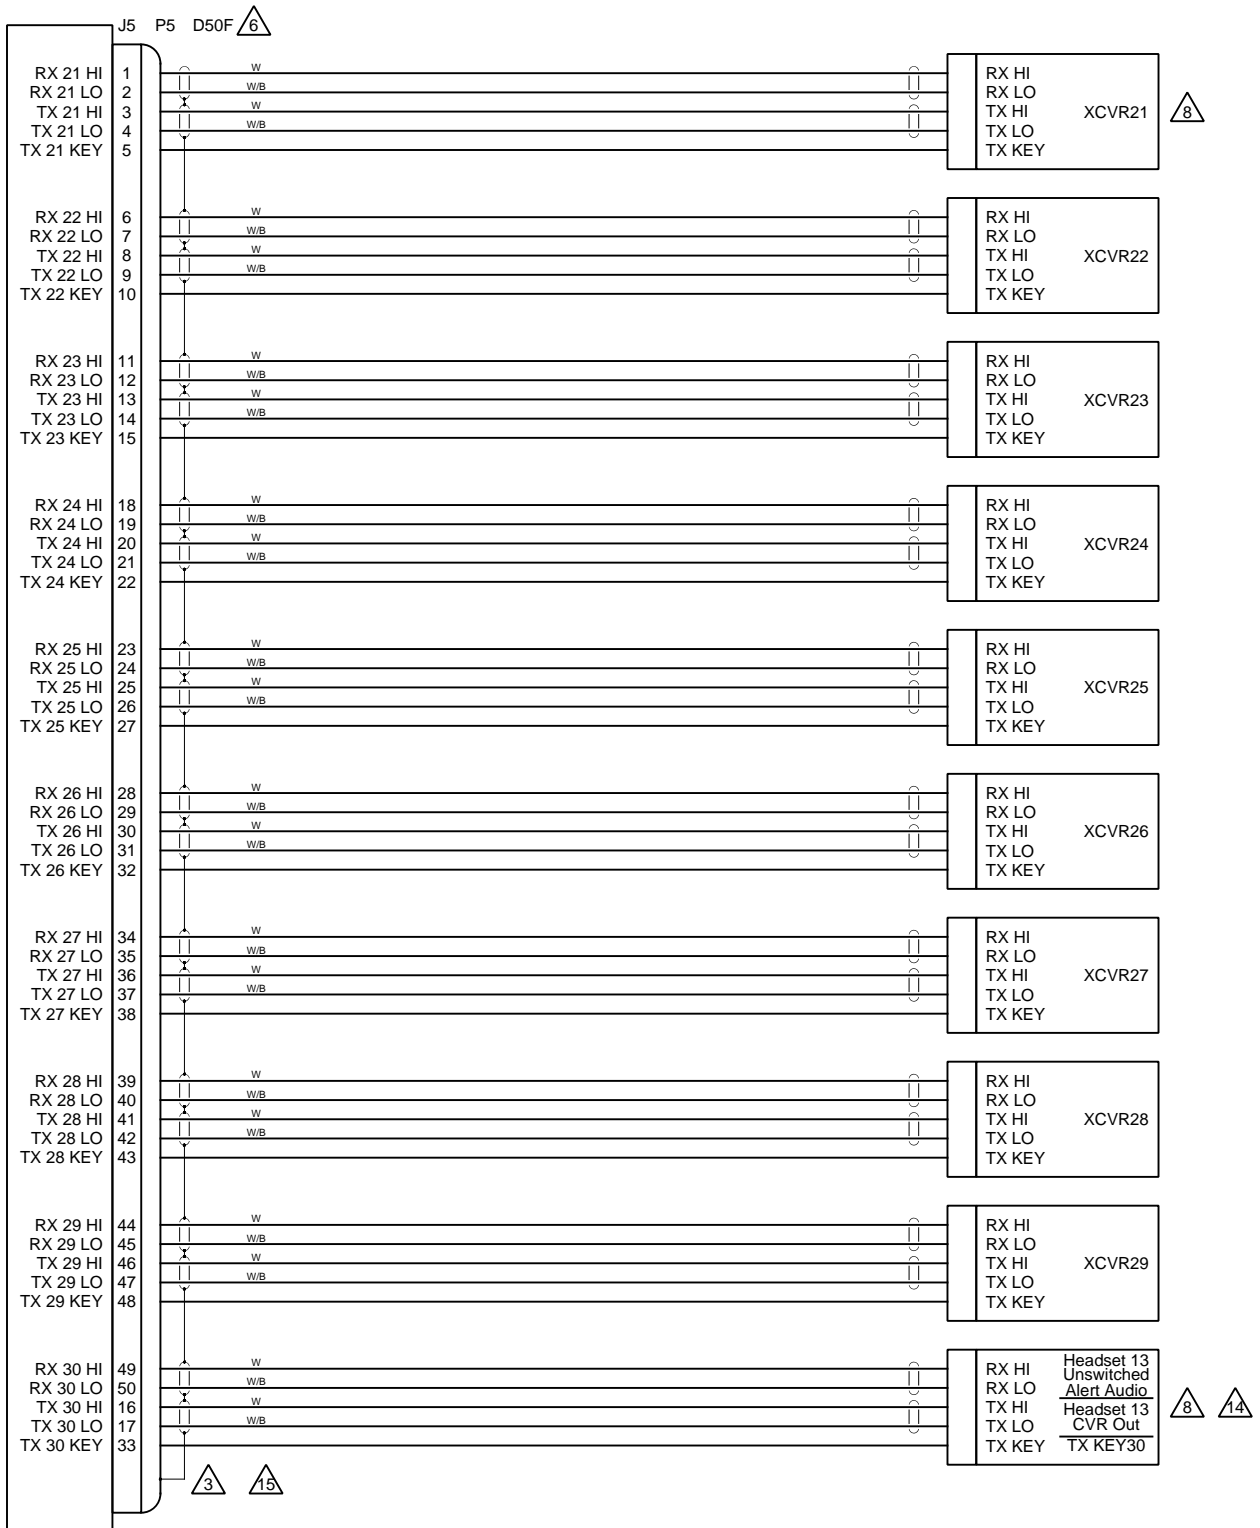 J5 P5 D50F 6
RX 21 HI 1 W RX HI
RX 21 LO 2 W/B RX LO
TX 21 HI 3 W TX HI XCVR21 8
TX 21 LO 4 W/B TX LO
TX 21 KEY 5 TX KEY
RX 22 HI 6 W RX HI
RX 22 LO 7 W/B RX LO
TX 22 HI 8 W TX HI XCVR22
TX 22 LO 9 W/B TX LO
TX 22 KEY 10 TX KEY
RX 23 HI 11 W RX HI
RX 23 LO 12 W/B RX LO
TX 23 HI 13 W TX HI XCVR23
TX 23 LO 14 W/B TX LO
TX 23 KEY 15 TX KEY
RX 24 HI 18 W RX HI
RX 24 LO 19 W/B RX LO
TX 24 HI 20 W TX HI XCVR24
TX 24 LO 21 W/B TX LO
TX 24 KEY 22 TX KEY
RX 25 HI 23 W RX HI
RX 25 LO 24 W/B RX LO
TX 25 HI 25 W TX HI XCVR25
TX 25 LO 26 W/B TX LO
TX 25 KEY 27 TX KEY
RX 26 HI 28 W RX HI
RX 26 LO 29 W/B RX LO
TX 26 HI 30 W TX HI XCVR26
TX 26 LO 31 W/B TX LO
TX 26 KEY 32 TX KEY
RX 27 HI 34 W RX HI
RX 27 LO 35 W/B RX LO
TX 27 HI 36 W TX HI XCVR27
TX 27 LO 37 W/B TX LO
TX 27 KEY 38 TX KEY
RX 28 HI 39 W RX HI
RX 28 LO 40 W/B RX LO
TX 28 HI 41 W TX HI XCVR28
TX 28 LO 42 W/B TX LO
TX 28 KEY 43 TX KEY
RX 29 HI 44 W RX HI
RX 29 LO 45 W/B RX LO
TX 29 HI 46 W TX HI XCVR29
TX 29 LO 47 W/B TX LO
TX 29 KEY 48 TX KEY
Headset 13
RX 30 HI 49 W RX HI Unswitched
RX 30 LO 50 W/B RX LO Alert Audio
TX 30 HI 16 W TX HI Headset 13 8 14
TX 30 LO 17 W/B TX LO CVR Out
TX 30 KEY 33 TX KEY TX KEY30
3 15